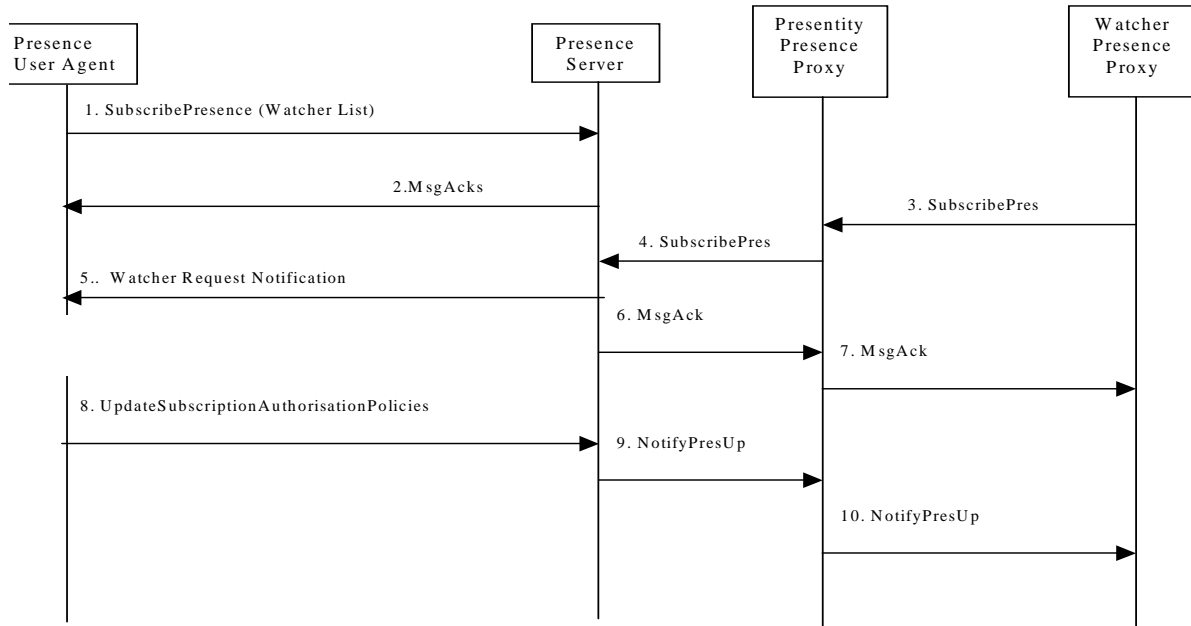 Presence
User Agent
Presence
Server
Presentity
Presence
Proxy
Watcher
Presence
Proxy
1. SubscribePresence (Watcher List)
2.MsgAcks
3. SubscribePres
4. SubscribePres
5.. Watcher Request Notification
6. MsgAck
7. MsgAck
8. UpdateSubscriptionAuthorisationPolicies
9. NotifyPresUp
10. NotifyPresUp